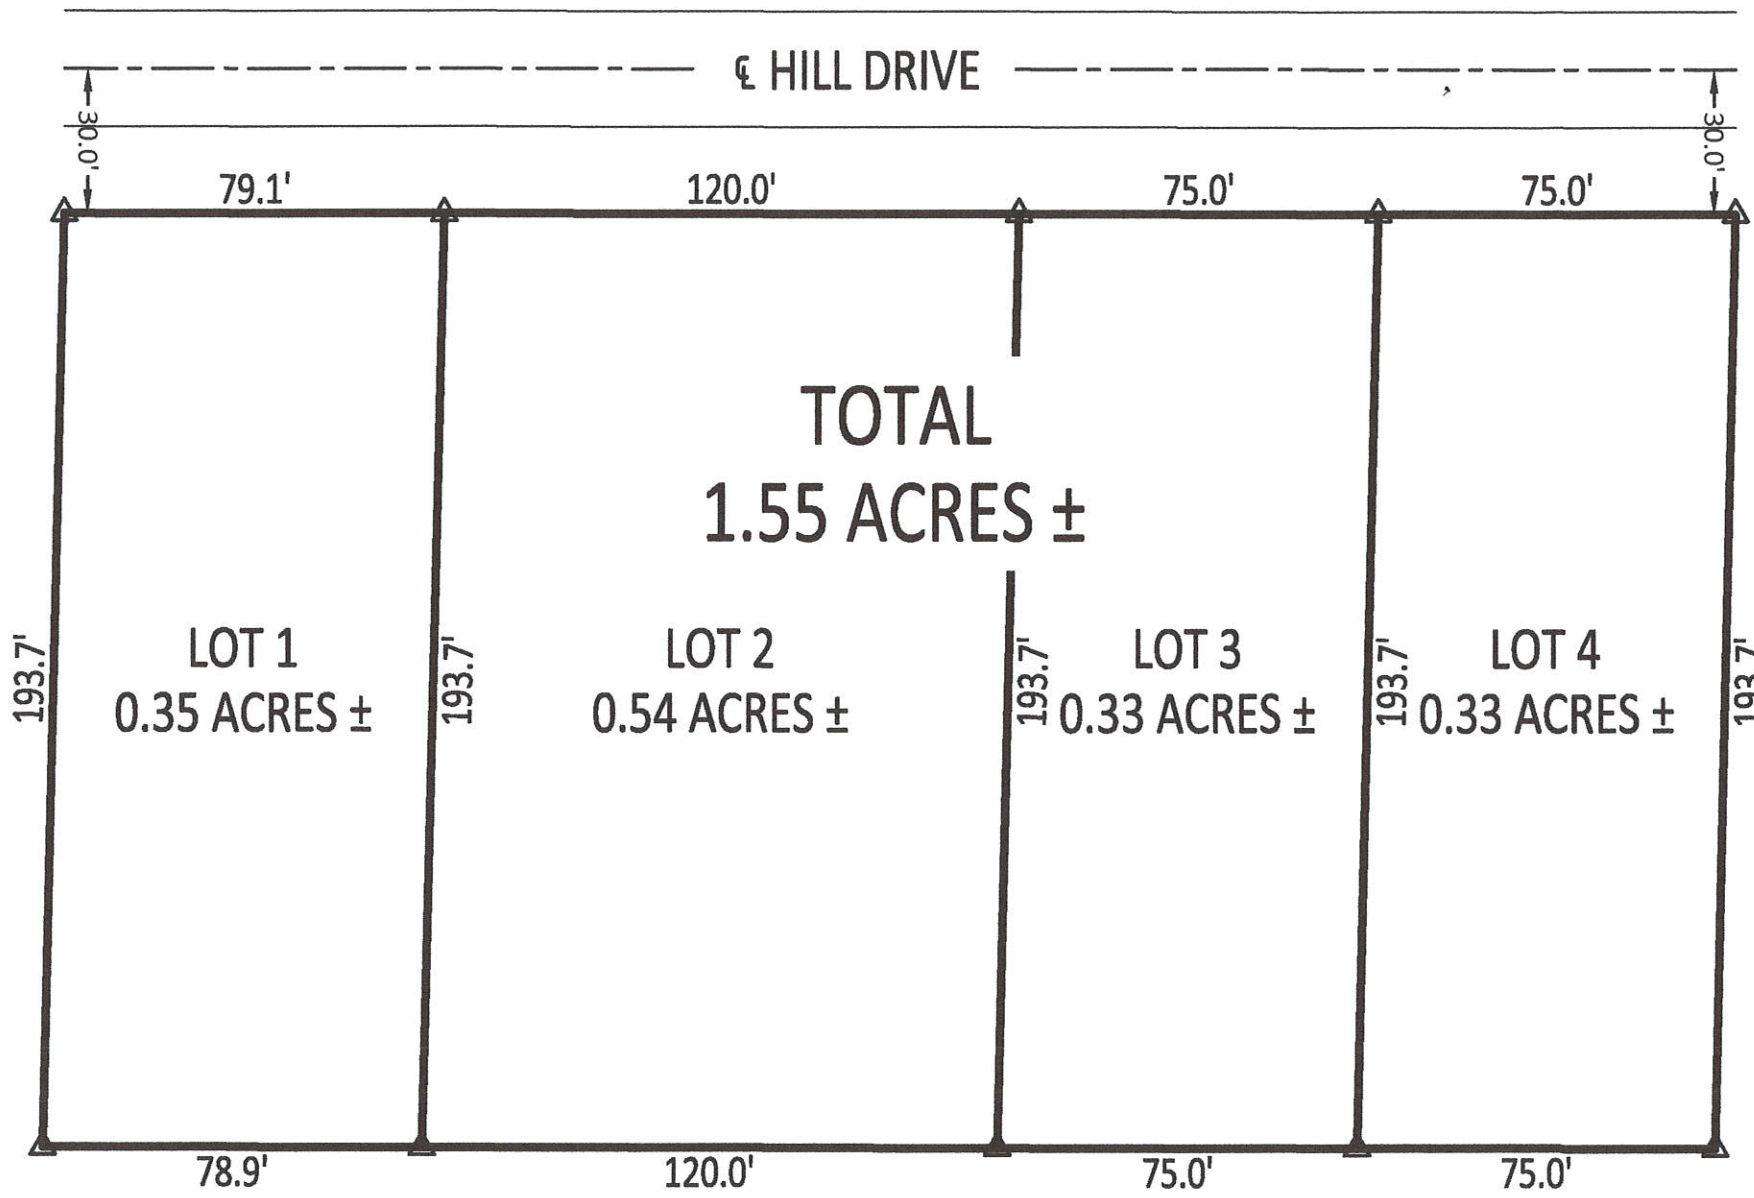 ℄ HILL DRIVE
30.0'
30.0'
79.1'
120.0'
75.0'
75.0'
TOTAL
1.55 ACRES ±
193.7'
LOT 1
0.35 ACRES ±
193.7'
LOT 2
0.54 ACRES ±
193.7'
LOT 3
0.33 ACRES ±
193.7'
LOT 4
0.33 ACRES ±
193.7'
78.9'
120.0'
75.0'
75.0'